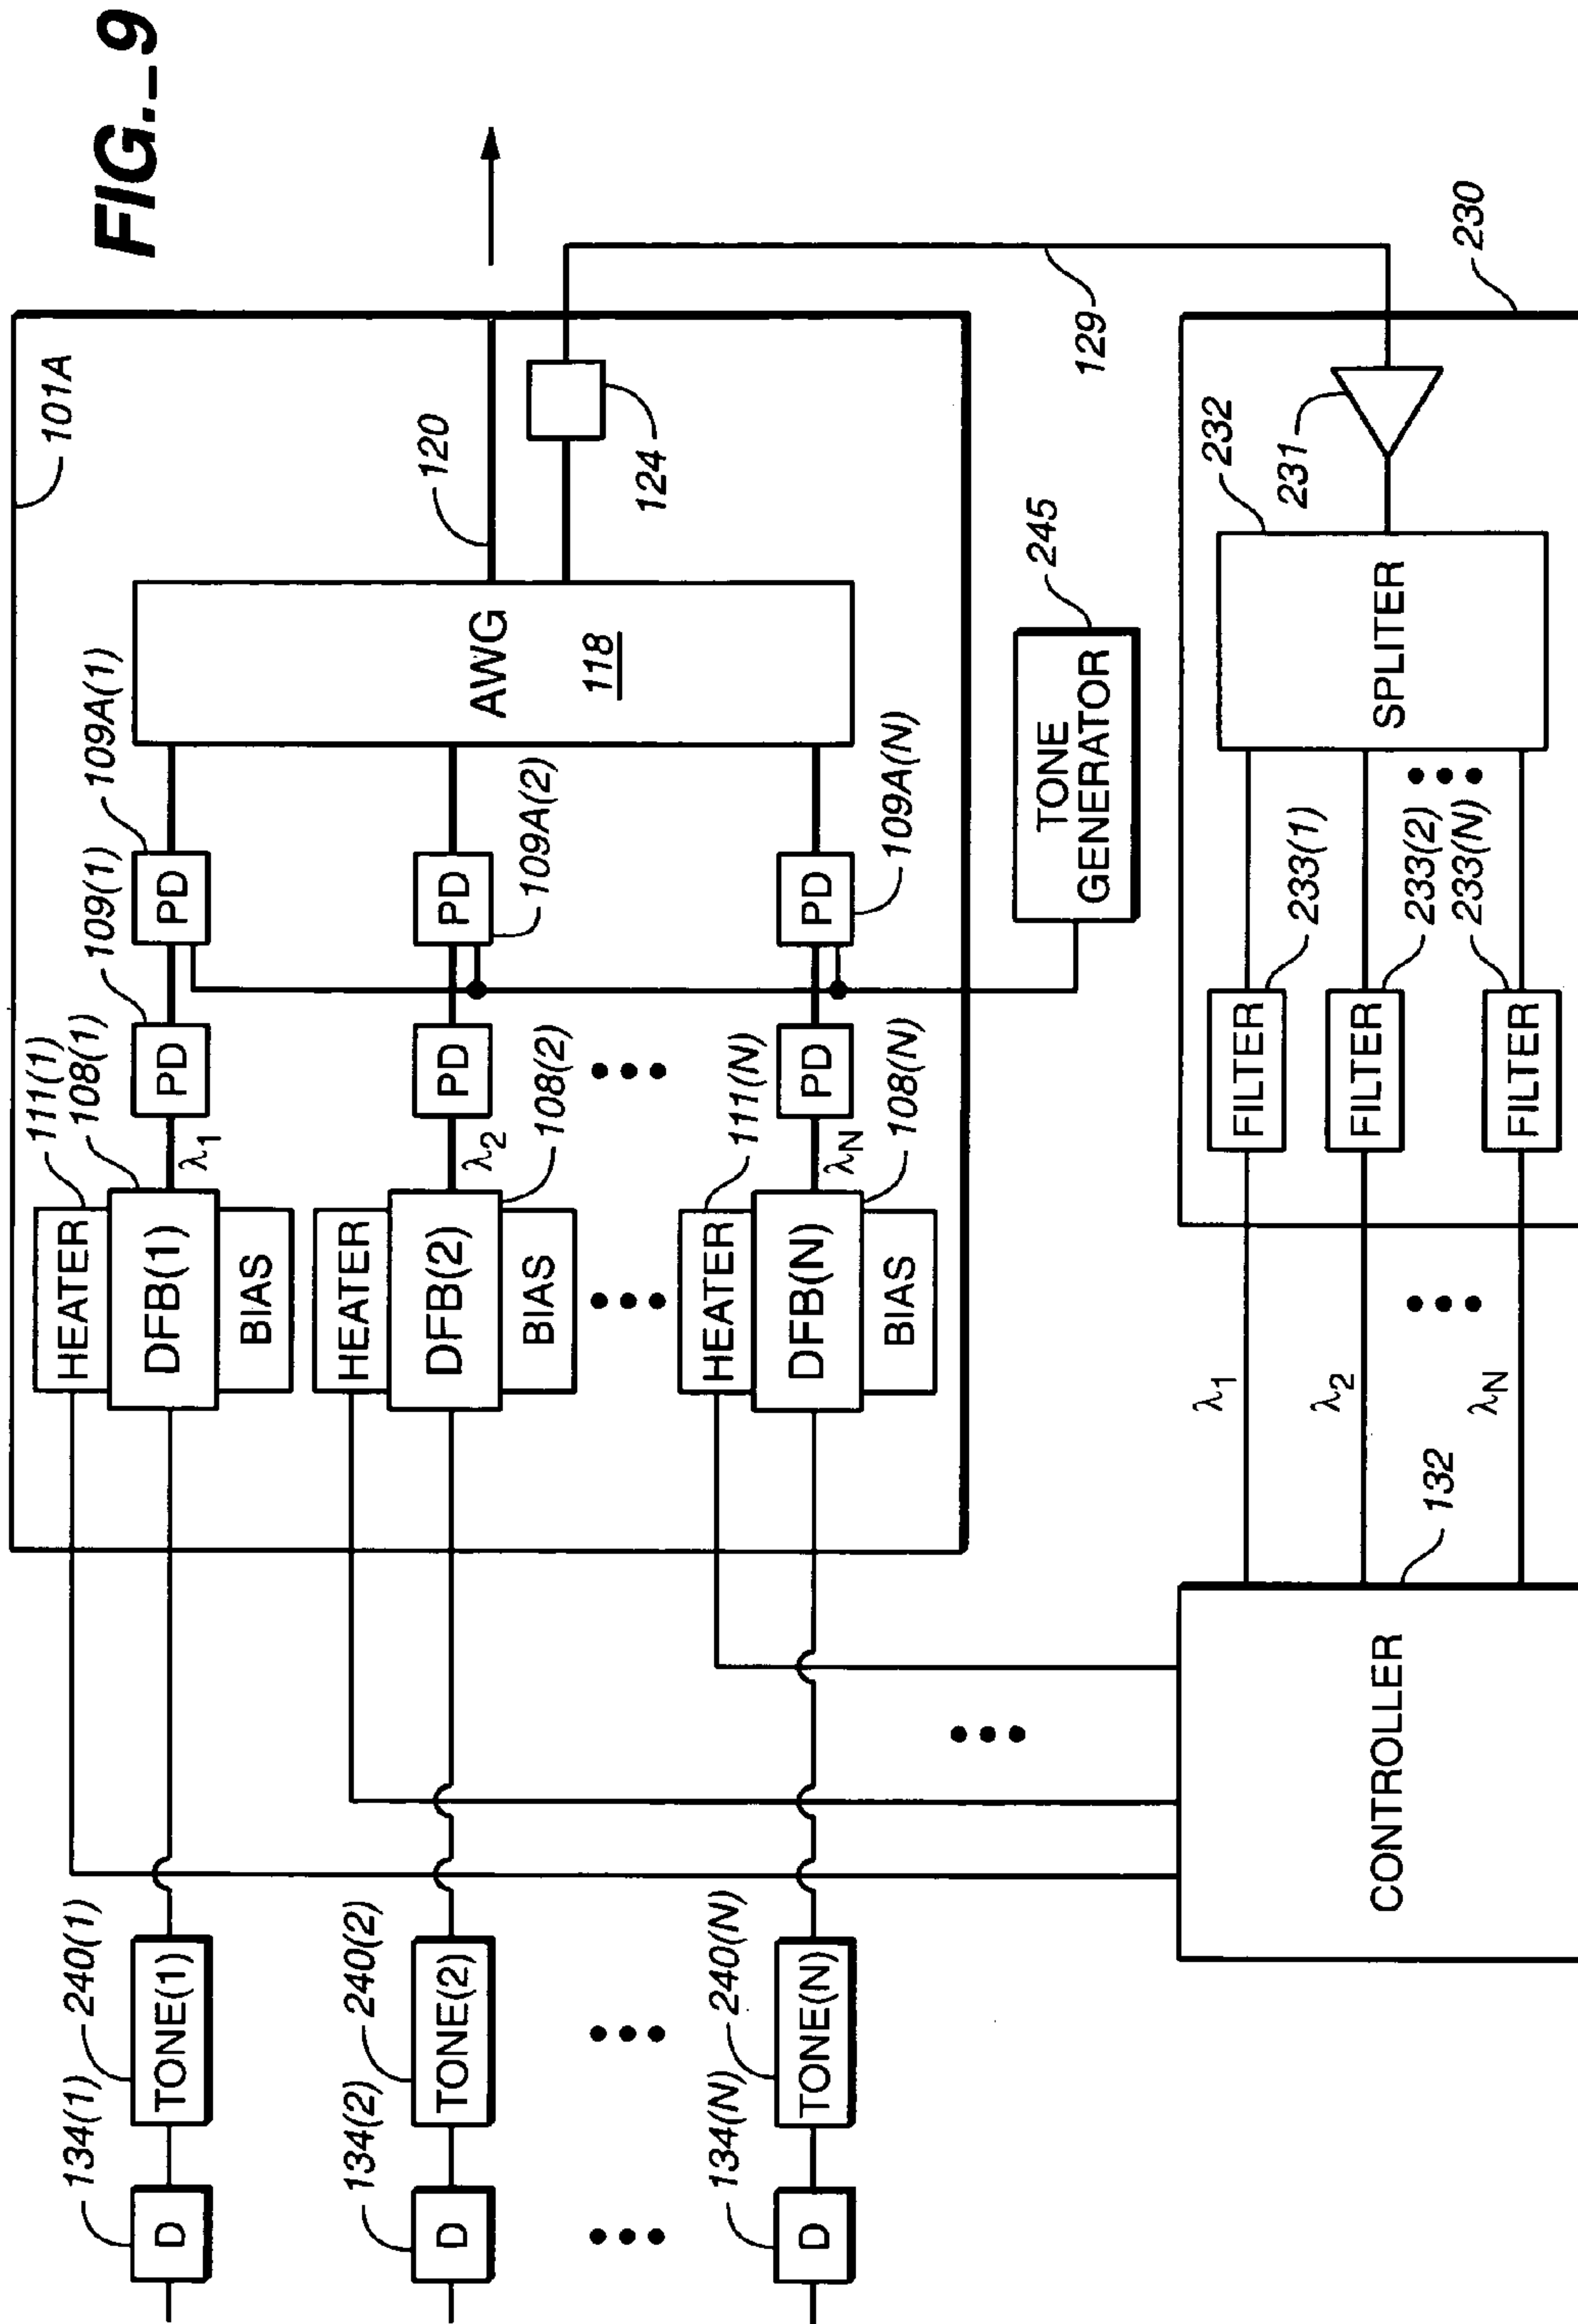 FIG._9
101A
111(1)
108(1)
109(1)
109A(1)
134(1)
240(1)
D
TONE(1)
HEATER
DFB(1)
BIAS
λ1
PD
PD
AWG
118
120
124
134(2)
240(2)
D
TONE(2)
HEATER
DFB(2)
BIAS
λ2
108(2)
PD
PD
109A(2)
134(N)
240(N)
D
TONE(N)
111(N)
HEATER
DFB(N)
BIAS
λN
108(N)
PD
PD
109A(N)
TONE
GENERATOR
245
129
230
CONTROLLER
132
λ1
λ2
λN
FILTER
233(1)
FILTER
233(2)
FILTER
233(N)
SPLITER
232
231